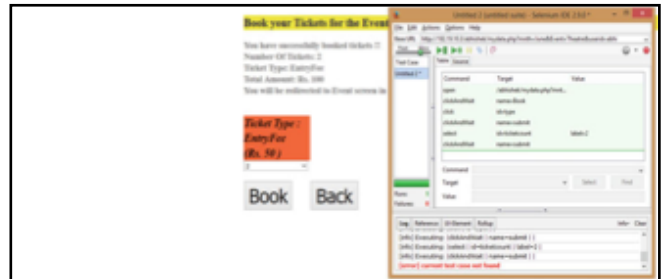 Book your Tickets for the Event
You have successfully booked tickets !!
Number Of Tickets: 2
Ticket Type: EntryFee
Total Amount: Rs. 100
You will be redirected to Event screen in
Ticket Type :
EntryFee
(Rs. 50 )
2
Book Back
Untitled 2 (untitled suite) - Selenium IDE
File Edit Actions Options Help
Base URL
Fast Slow
Test Case
Untitled 2 *
Table Source
Command Target Value
open
clickAndWait name=Book
click id=type
clickAndWait name=submit
select id=ticketcount label=2
clickAndWait name=submit
Command
Target Select Find
Value
Runs:
Failures:
Log Reference UI-Element Rollup Info Clear
[info] Executing: |clickAndWait | name=submit | |
[info] Executing: |select | id=ticketcount | label=2 |
[info] Executing: |clickAndWait | name=submit | |
[error] current test case not found